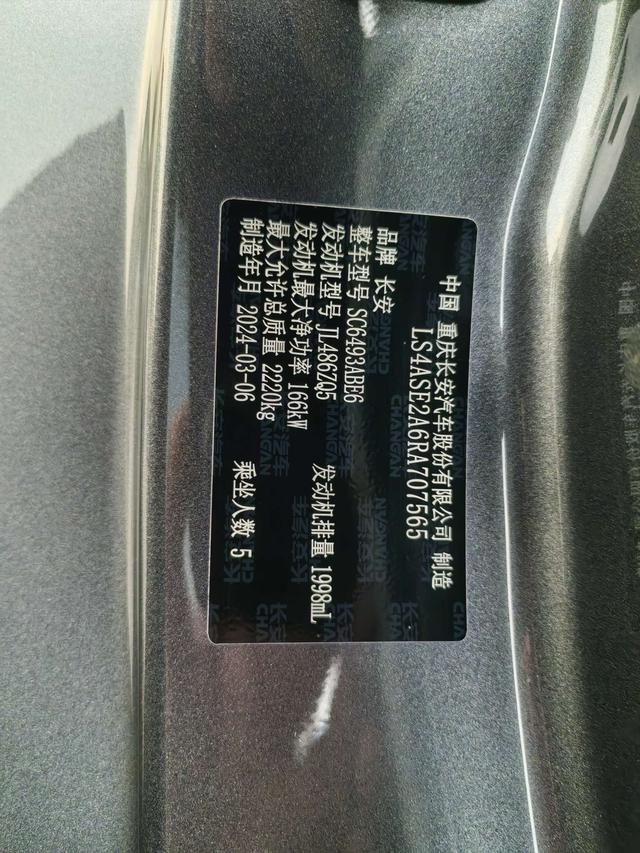 中国 重庆长安汽车股份有限公司 制造
LS4ASE2A6RA707565
品牌 长安
整车型号 SC6493ABE6
发动机型号 JL486ZQ5 发动机排量 1998mL
发动机最大净功率 166kW
最大允许总质量 2220kg
制造年月 2024-03-06 乘坐人数 5